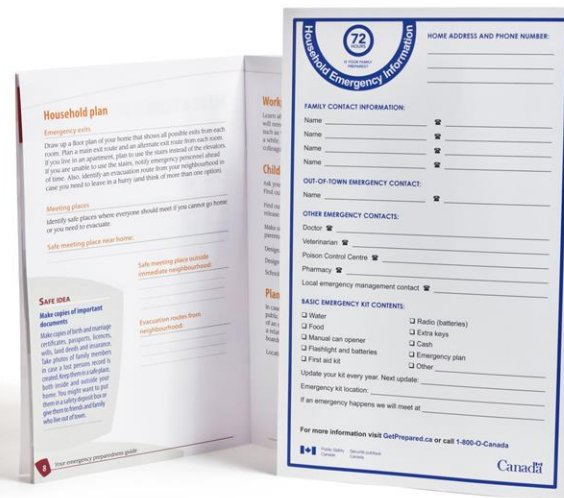 Household plan
Emergency exits
Draw up a floor plan of your home that shows all possible exits from each
room. Plan a main exit route and an alternate exit route from each room.
If you live in an apartment, plan to use the stairs instead of the elevators.
If you are unable to use the stairs, notify emergency personnel ahead
of time. Also, identify an evacuation route from your neighbourhood in
case you need to leave in a hurry (and think of more than one option).
Meeting places
Identify safe places where everyone should meet if you cannot go home
or you need to evacuate.
Safe meeting place near home:
Safe meeting place outside
immediate neighbourhood:
Evacuation routes from
neighbourhood:
SAFE IDEA
Make copies of important
documents
Make copies of birth and marriage
certificates, passports, licences,
wills, land deeds and insurance.
Take photos of family members
in case a lost persons record is
created. Keep them in a safe place,
both inside and outside your
home. You might want to put
them in a safety deposit box or
give them to friends and family
who live out of town.
8 Your emergency preparedness guide
72
HOURS
IS YOUR FAMILY
PREPARED?
Household Emergency Information
HOME ADDRESS AND PHONE NUMBER:
FAMILY CONTACT INFORMATION:
Name
Name
Name
Name
OUT-OF-TOWN EMERGENCY CONTACT:
Name
OTHER EMERGENCY CONTACTS:
Doctor
Veterinarian
Poison Control Centre
Pharmacy
Local emergency management contact
BASIC EMERGENCY KIT CONTENTS:
Water
Food
Manual can opener
Flashlight and batteries
First aid kit
Radio (batteries)
Extra keys
Cash
Emergency plan
Other
Update your kit every year. Next update:
Emergency kit location:
If an emergency happens we will meet at
For more information visit GetPrepared.ca or call 1-800-O-Canada
Public Safety Sécurité publique
Canada Canada
Canada